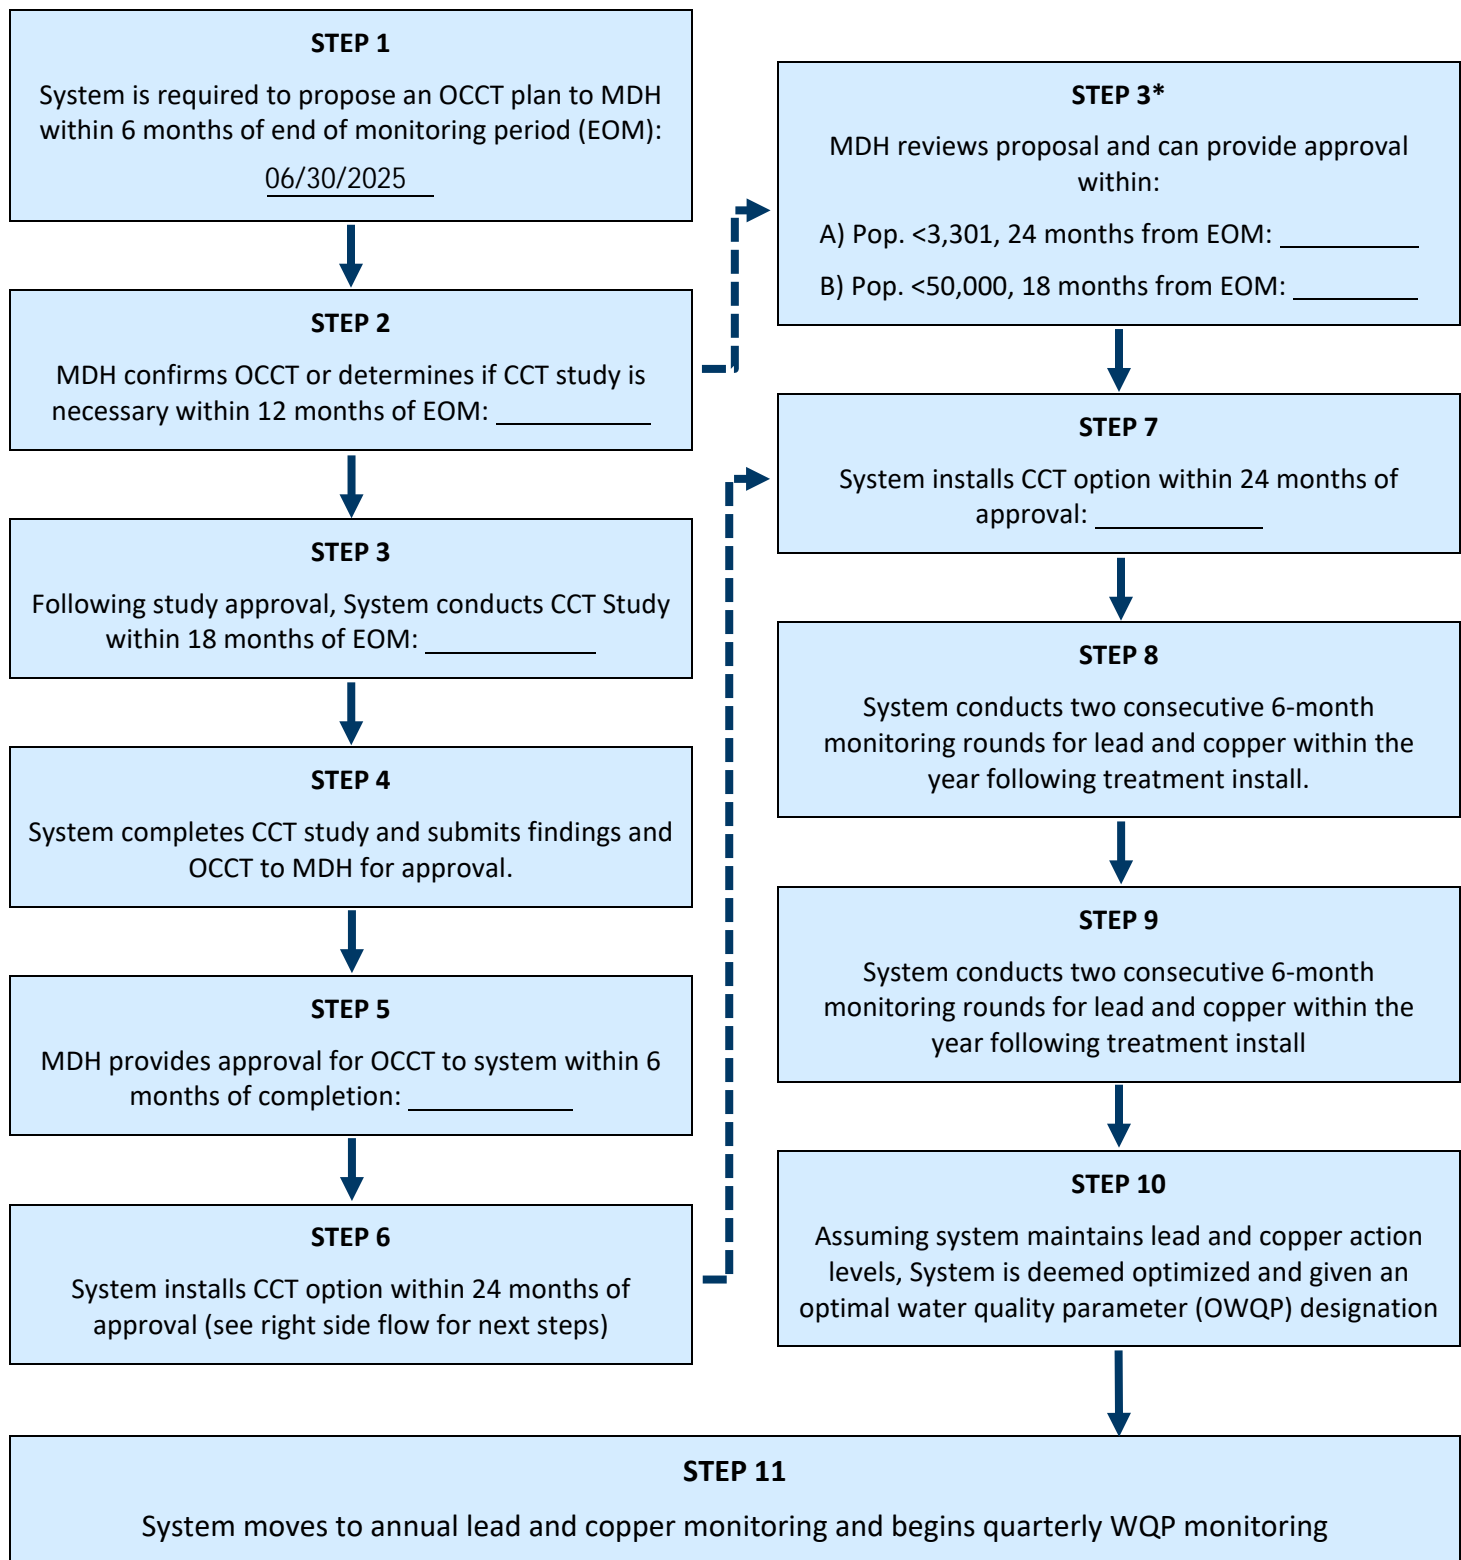 STEP 1
System is required to propose an OCCT plan to MDH
within 6 months of end of monitoring period (EOM):
06/30/2025
STEP 2
MDH confirms OCCT or determines if CCT study is
necessary within 12 months of EOM:
STEP 3
Following study approval, System conducts CCT Study
within 18 months of EOM:
STEP 4
System completes CCT study and submits findings and
OCCT to MDH for approval.
STEP 5
MDH provides approval for OCCT to system within 6
months of completion:
STEP 6
System installs CCT option within 24 months of
approval (see right side flow for next steps)
STEP 3*
MDH reviews proposal and can provide approval
within:
A) Pop. <3,301, 24 months from EOM:
B) Pop. <50,000, 18 months from EOM:
STEP 7
System installs CCT option within 24 months of
approval:
STEP 8
System conducts two consecutive 6-month
monitoring rounds for lead and copper within the
year following treatment install.
STEP 9
System conducts two consecutive 6-month
monitoring rounds for lead and copper within the
year following treatment install
STEP 10
Assuming system maintains lead and copper action
levels, System is deemed optimized and given an
optimal water quality parameter (OWQP) designation
STEP 11
System moves to annual lead and copper monitoring and begins quarterly WQP monitoring